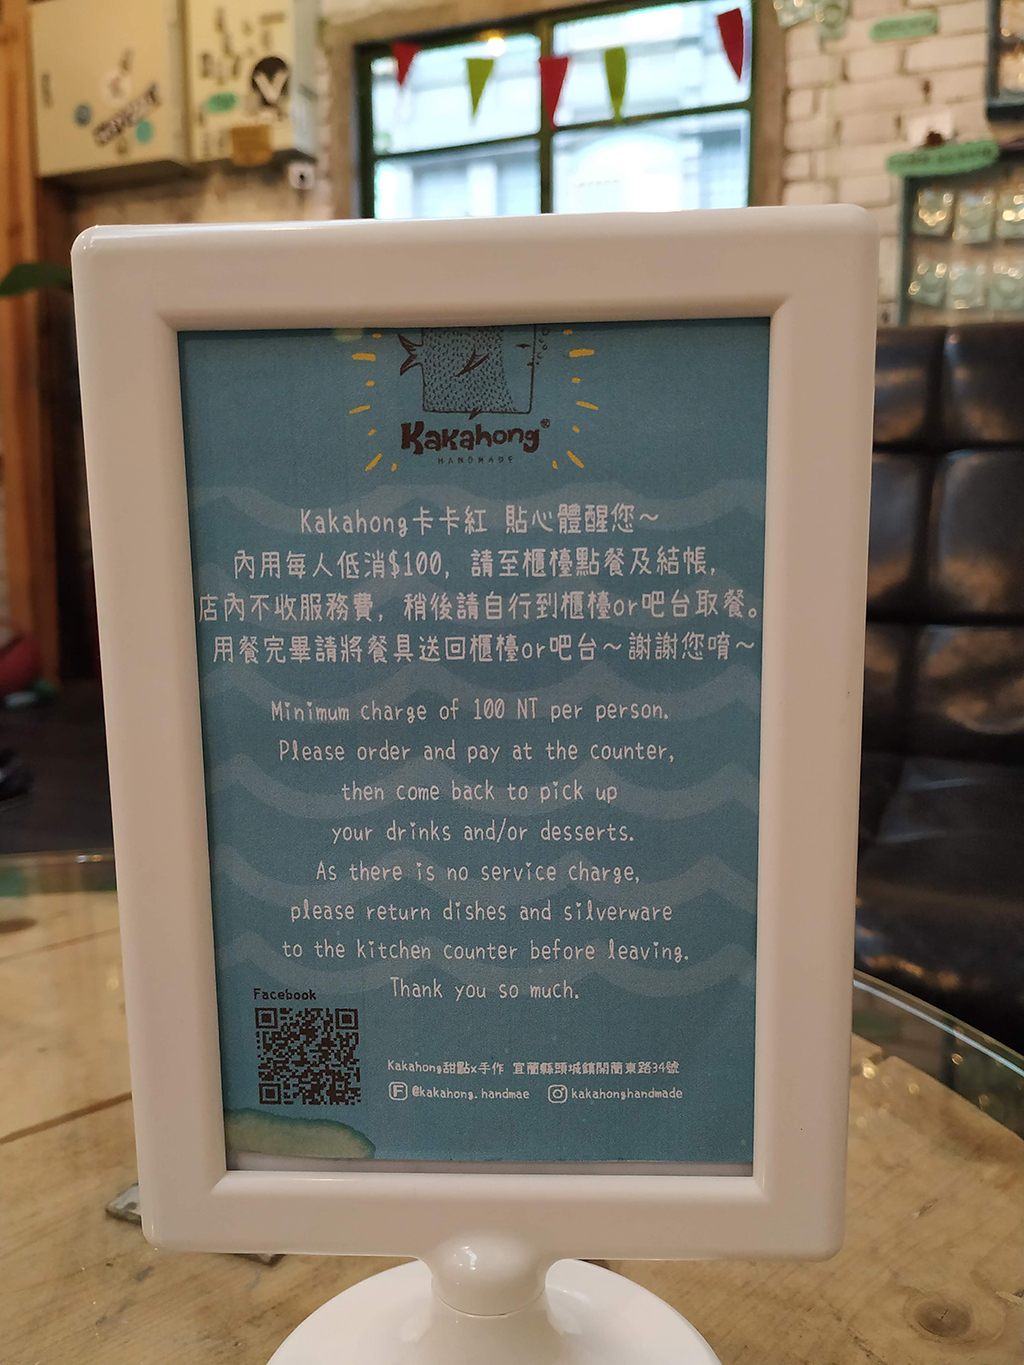 Kakahong®
HANDMADE
Kakahong卡卡紅 貼心體醒您~
內用每人低消$100, 請至櫃檯點餐及結帳,
店內不收服務費, 稍後請自行到櫃檯or吧台取餐。
用餐完畢請將餐具送回櫃檯or吧台~謝謝您唷~
Minimum charge of 100 NT per person.
Please order and pay at the counter,
then come back to pick up
your drinks and/or desserts.
As there is no service charge,
please return dishes and silverware
to the kitchen counter before leaving.
Thank you so much.
Facebook
Kakahong甜點x手作 宜蘭縣頭城鎮開蘭東路34號
@kakahong.handmae kakahonghandmade